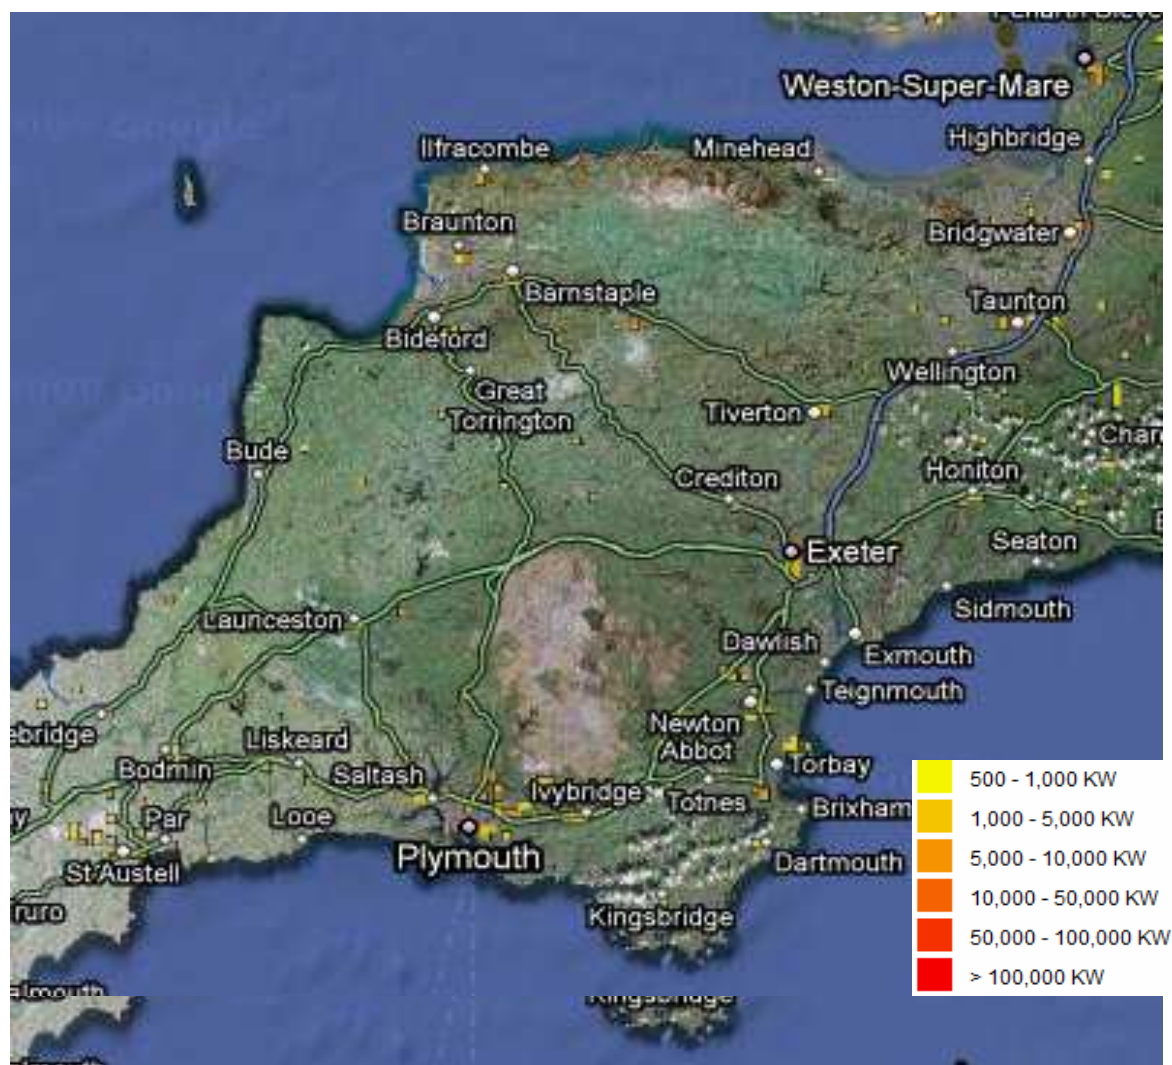 Weston-Super-Mare
Highbridge
Ilfracombe
Minehead
Braunton
Bridgwater
Barnstaple
Taunton
Bideford
Wellington
Great
Torrington
Tiverton
Bude
Crediton
Honiton
Exeter
Seaton
Launceston
Sidmouth
Dawlish
Exmouth
Teignmouth
Newton
Abbot
ebridge
Liskeard
Bodmin
Saltash
Torbay
Ivybridge
Totnes
Brixham
Par
Looe
Plymouth
Dartmouth
St Austell
Kingsbridge
ruro
500 - 1,000 KW
1,000 - 5,000 KW
5,000 - 10,000 KW
10,000 - 50,000 KW
50,000 - 100,000 KW
> 100,000 KW